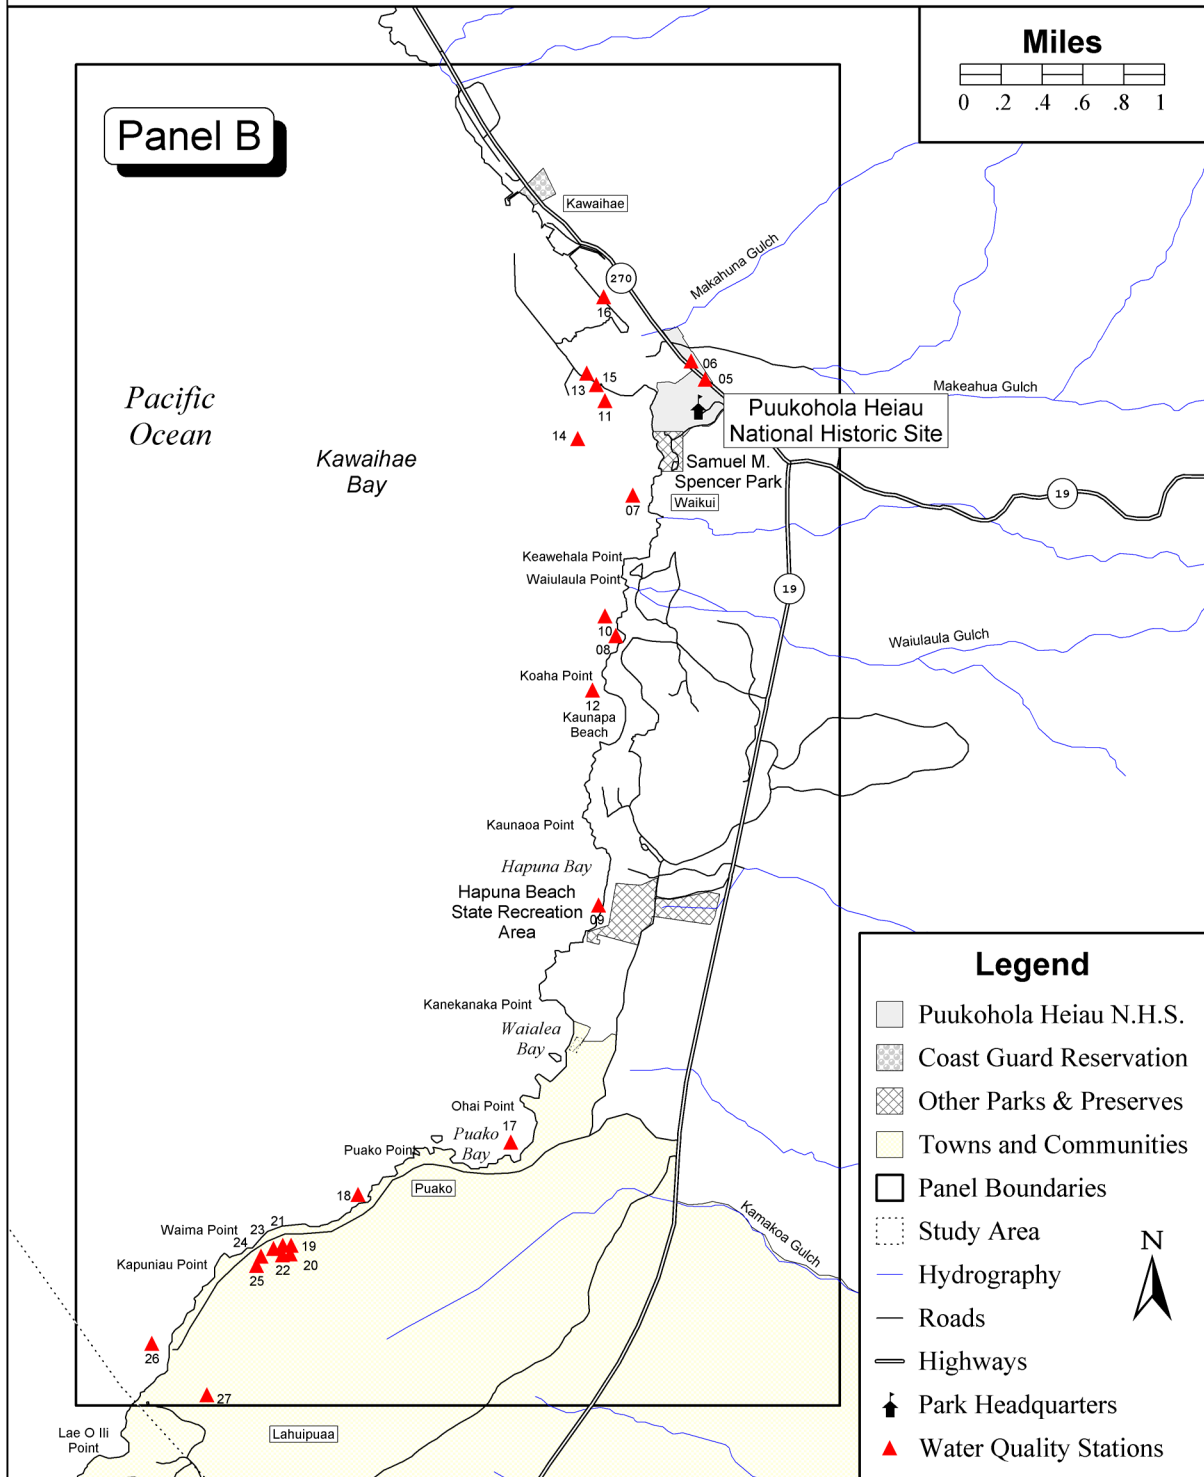 Miles
0 .2 .4 .6 .8 1
Panel B
Kawaihae
270
Makahuna Gulch
16
06
05
15
13
11
Makeahua Gulch
Pacific
Ocean
Puukohola Heiau
National Historic Site
14
Kawaihae
Bay
Samuel M.
Spencer Park
07
Waikui
19
Keawehala Point
Waiulaula Point
19
10
08
Waiulaula Gulch
Koaha Point
12
Kaunapa
Beach
Kaunaoa Point
Hapuna Bay
Hapuna Beach
State Recreation
Area
09
Kanekanaka Point
Waialea
Bay
Ohai Point
17
Puako
Bay
Puako Point
Puako
18
Kamakoa Gulch
Waima Point
23
21
24
19
Kapuniau Point
25
22
20
26
27
Lae O Ili
Point
Lahuipuaa
Legend
Puukohola Heiau N.H.S.
Coast Guard Reservation
Other Parks & Preserves
Towns and Communities
Panel Boundaries
Study Area
Hydrography
Roads
Highways
Park Headquarters
Water Quality Stations
N